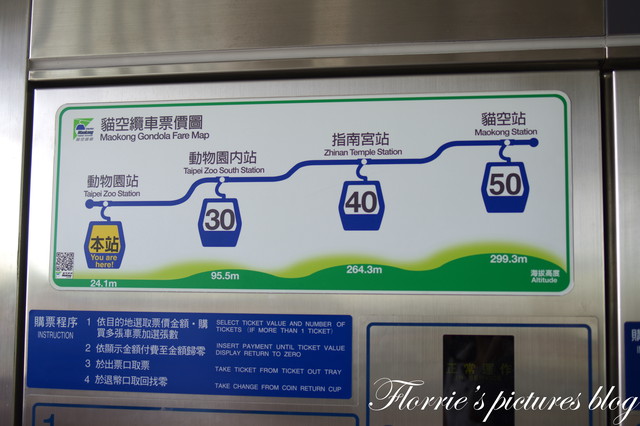 貓空纜車票價圖
Maokong Gondola Fare Map
動物園站
Taipei Zoo Station
本站
You are here!
24.1m
動物園內站
Taipei Zoo South Station
30
95.5m
指南宮站
Zhinan Temple Station
40
264.3m
貓空站
Maokong Station
50
299.3m
海拔高度
Altitude
購票程序
INSTRUCTION
1 依目的地選取票價金額，購買多張車票加選張數
SELECT TICKET VALUE AND NUMBER OF TICKETS (IF MORE THAN 1 TICKET)
2 依顯示金額付費至金額歸零
INSERT PAYMENT UNTIL TICKET VALUE DISPLAY RETURN TO ZERO
3 於出票口取票
TAKE TICKET FROM TICKET OUT TRAY
4 於退幣口取回找零
TAKE CHANGE FROM COIN RETURN CUP
1
Florrie's pictures blog